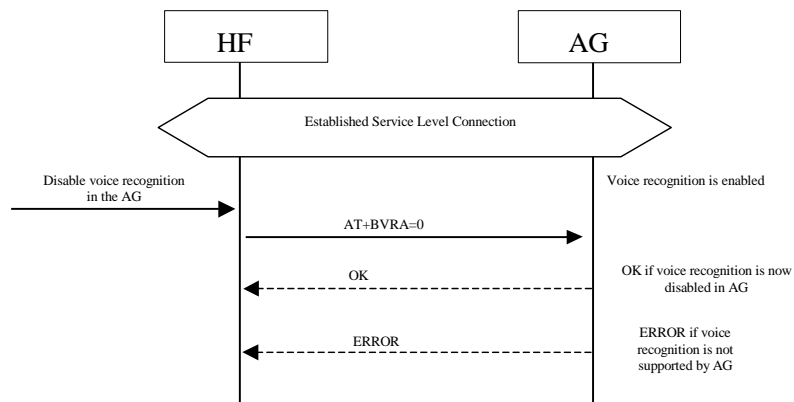 HF
AG
Established Service Level Connection
Disable voice recognition
in the AG
Voice recognition is enabled
AT+BVRA=0
OK
OK if voice recognition is now
disabled in AG
ERROR
ERROR if voice
recognition is not
supported by AG